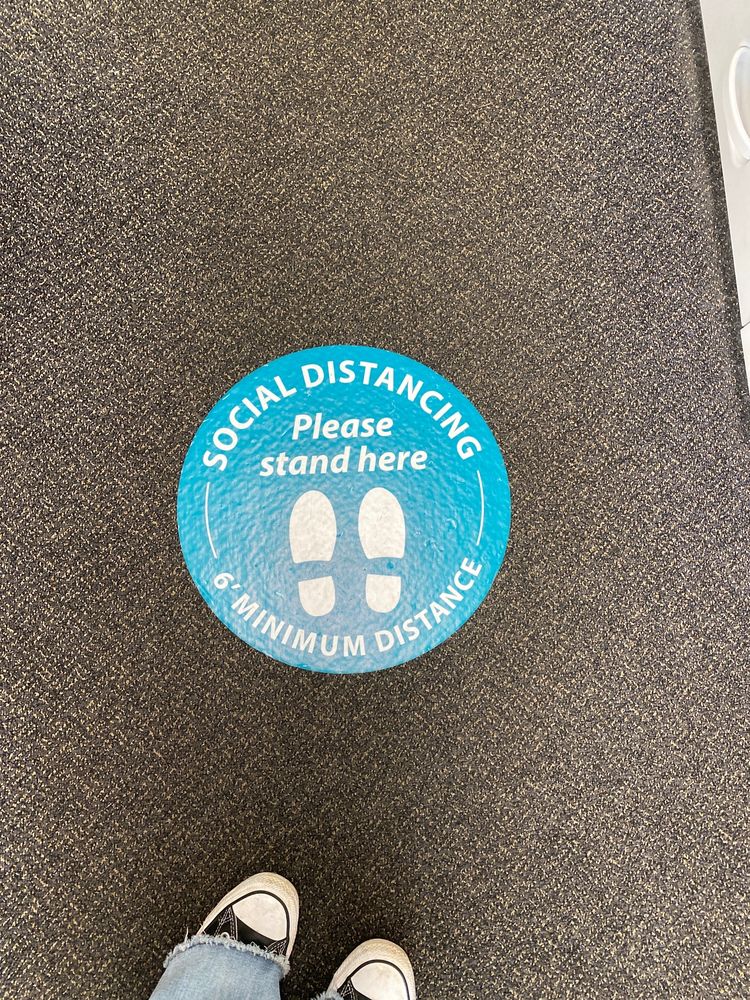 SOCIAL DISTANCING
Please
stand here
6' MINIMUM DISTANCE